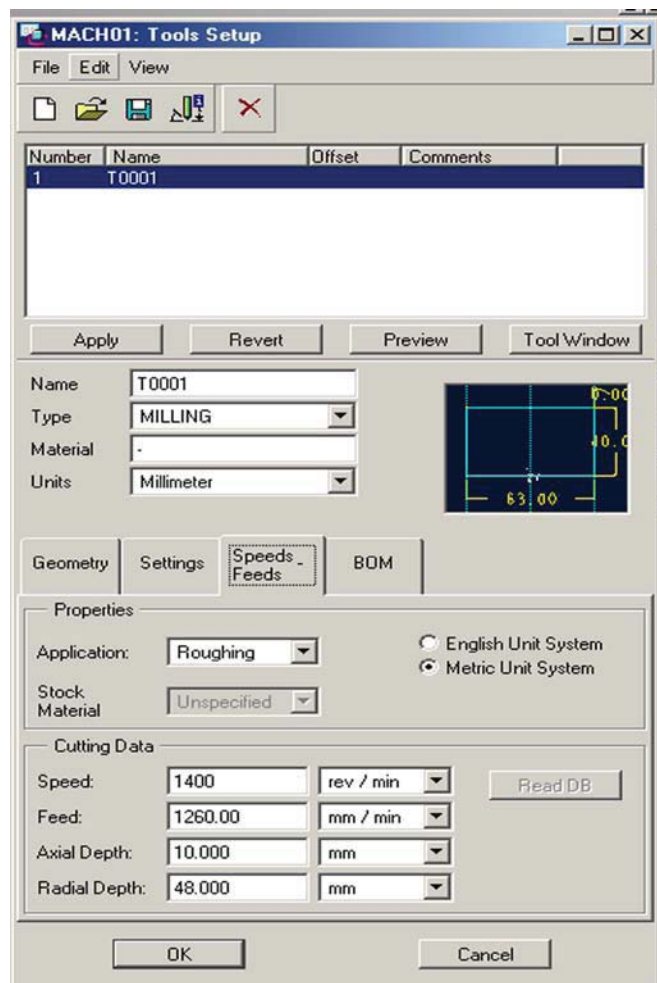 MACH01: Tools Setup
File Edit View
Number Name Offset Comments
1 T0001
Apply Revert Preview Tool Window
Name T0001
Type MILLING
Material -
Units Millimeter
63.00
Geometry Settings Speeds - Feeds BOM
Properties
Application: Roughing English Unit System
Metric Unit System
Stock Material Unspecified
Cutting Data
Speed: 1400 rev / min Read DB
Feed: 1260.00 mm / min
Axial Depth: 10.000 mm
Radial Depth: 48.000 mm
OK Cancel